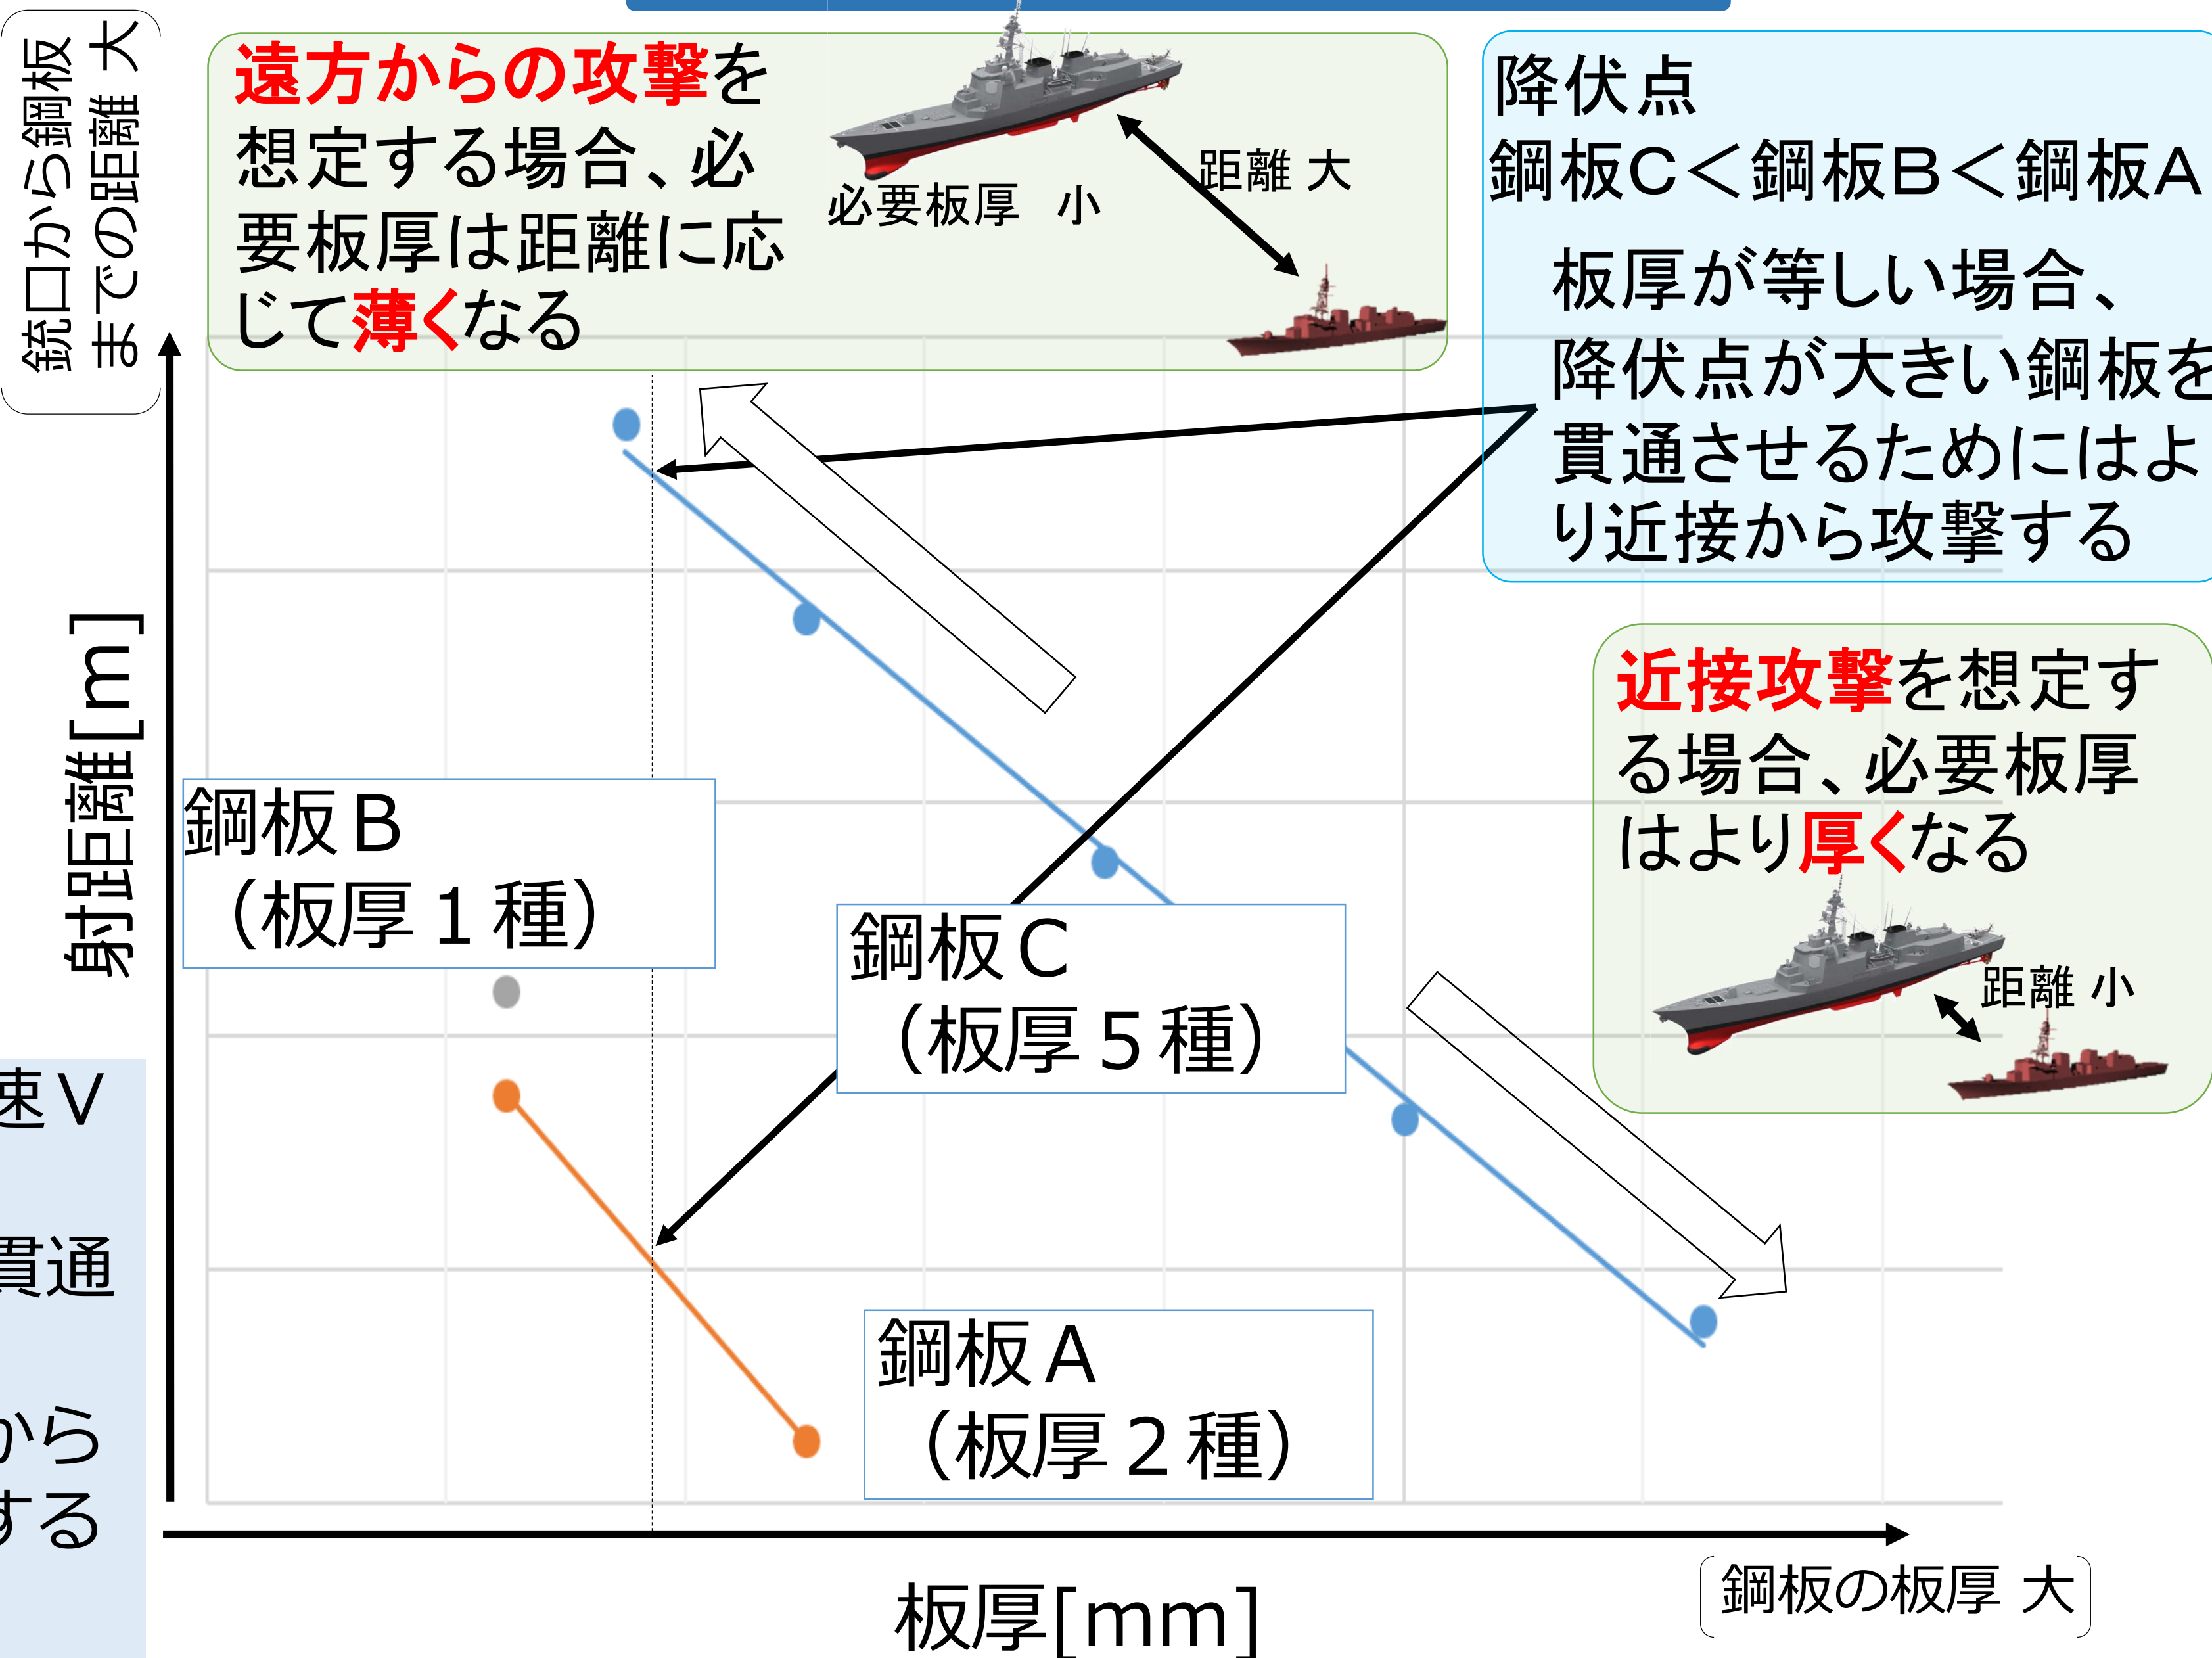 銃口から鋼板
までの距離 大
遠方からの攻撃を
想定する場合、必
要板厚は距離に応
じて薄くなる
必要板厚 小
距離 大
降伏点
鋼板C<鋼板B<鋼板A
板厚が等しい場合、
降伏点が大きい鋼板を
貫通させるためにはよ
り近接から攻撃する
近接攻撃を想定す
る場合、必要板厚
はより厚くなる
距離 小
射距離[m]
鋼板B
(板厚1種)
鋼板C
(板厚5種)
鋼板A
(板厚2種)
速V
貫通
から
する
板厚[mm]
鋼板の板厚 大